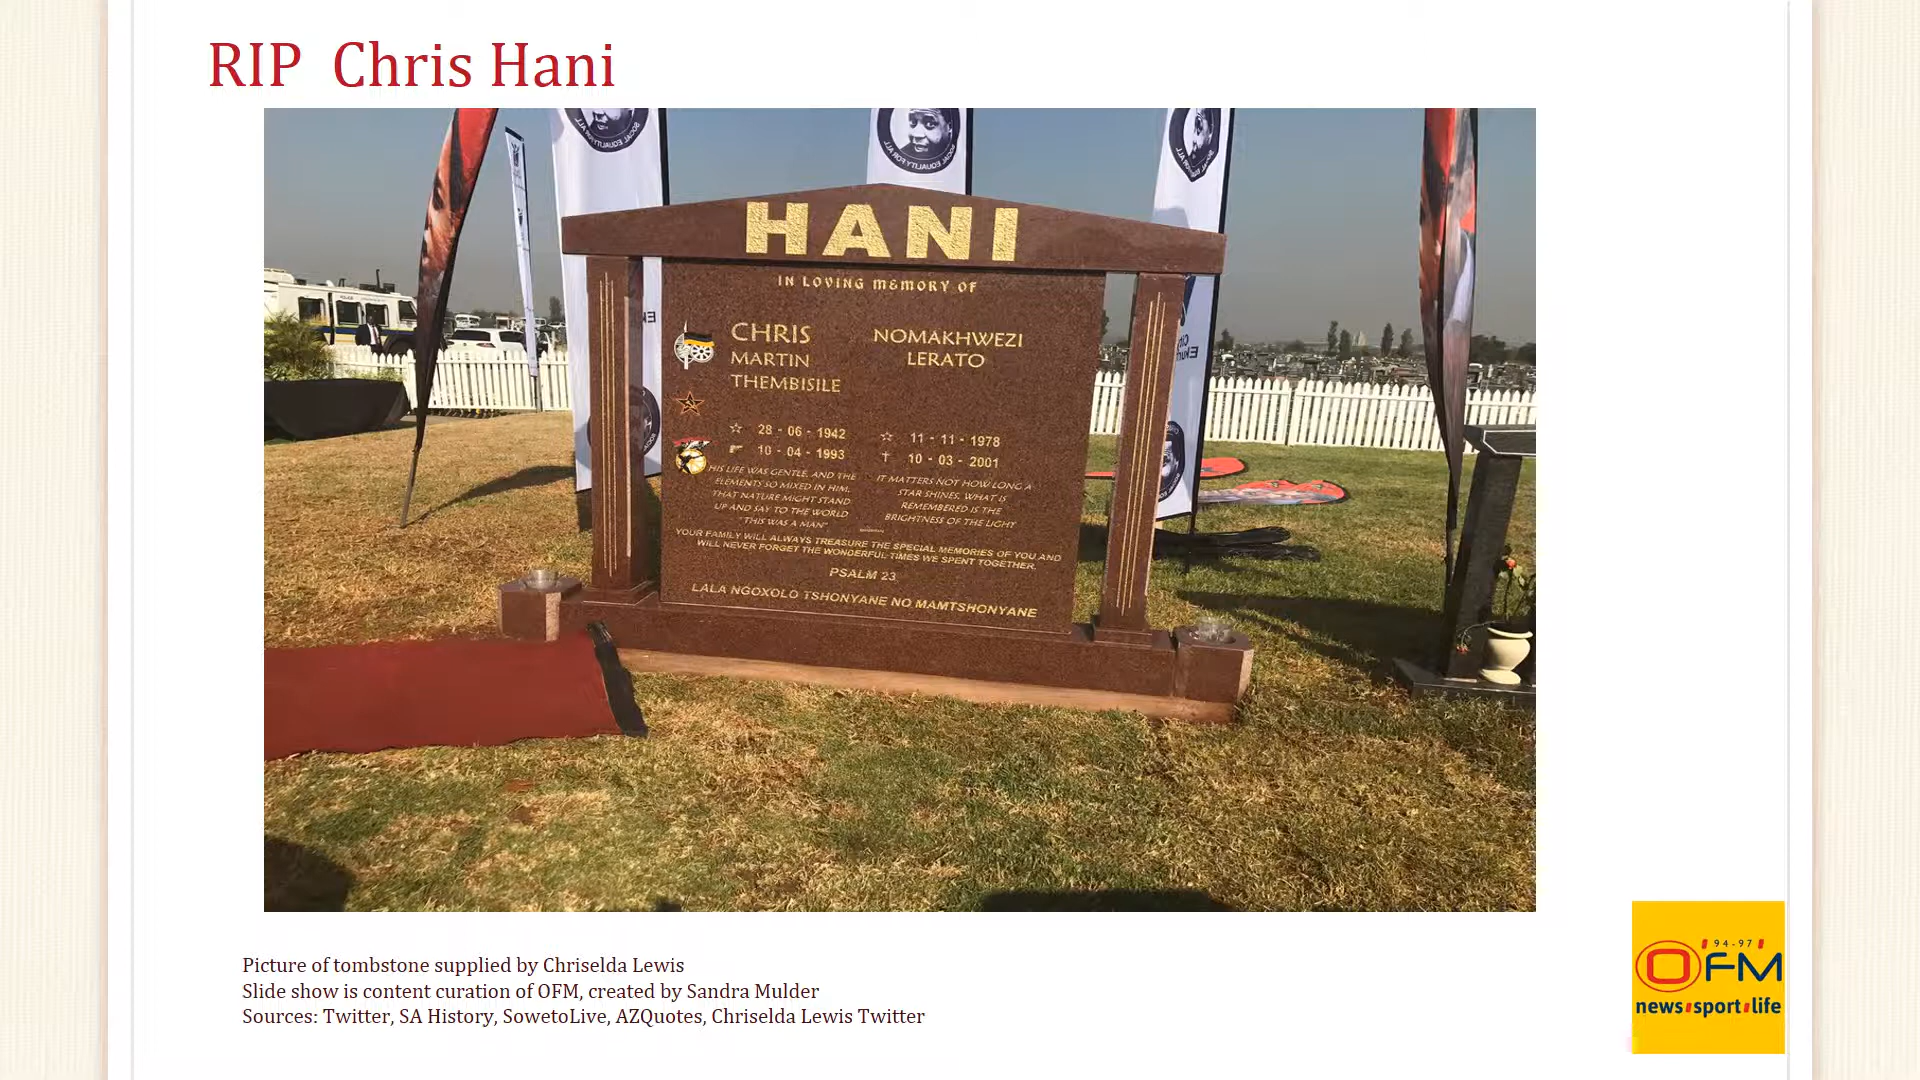 RIP  Chris Hani
SOCIAL EQUALITY FOR ALL
HANI
IN LOVING MEMORY OF
CHRIS
MARTIN
THEMBISILE
28 - 06 - 1942
10 - 04 - 1993
HIS LIFE WAS GENTLE, AND THE
ELEMENTS SO MIXED IN HIM,
THAT NATURE MIGHT STAND
UP AND SAY TO THE WORLD
"THIS WAS A MAN"
NOMAKHWEZI
LERATO
11 - 11 - 1978
10 - 03 - 2001
IT MATTERS NOT HOW LONG A
STAR SHINES. WHAT IS
REMEMBERED IS THE
BRIGHTNESS OF THE LIGHT
YOUR FAMILY WILL ALWAYS TREASURE THE SPECIAL MEMORIES OF YOU AND
WILL NEVER FORGET THE WONDERFUL TIMES WE SPENT TOGETHER.
PSALM 23
LALA NGOXOLO TSHONYANE NO MAMTSHONYANE
Picture of tombstone supplied by Chriselda Lewis
Slide show is content curation of OFM, created by Sandra Mulder
Sources: Twitter, SA History, SowetoLive, AZQuotes, Chriselda Lewis Twitter
94-97
OFM
news sport life